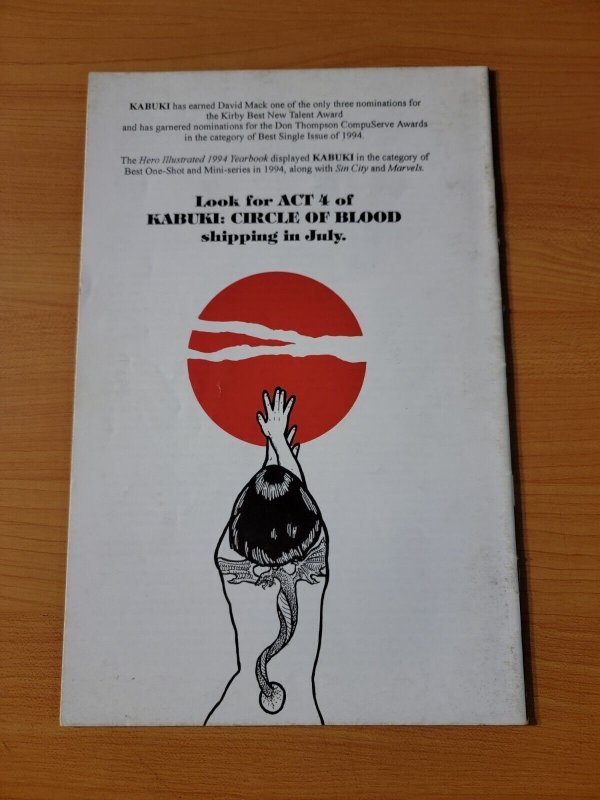 KABUKI has earned David Mack one of the only three nominations for
the Kirby Best New Talent Award
and has garnered nominations for the Don Thompson CompuServe Awards
in the category of Best Single Issue of 1994.
The Hero Illustrated 1994 Yearbook displayed KABUKI in the category of
Best One-Shot and Mini-series in 1994, along with Sin City and Marvels.
Look for ACT 4 of
KABUKI: CIRCLE OF BLOOD
shipping in July.